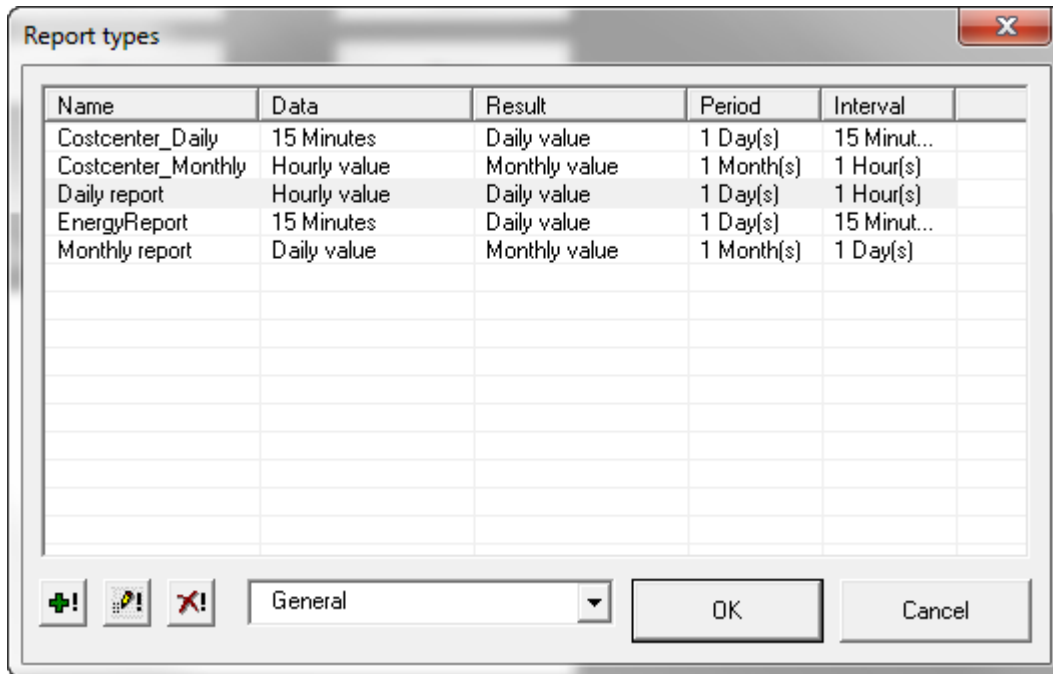 Report types
Name Data Result Period Interval
Costcenter_Daily 15 Minutes Daily value 1 Day(s) 15 Minut...
Costcenter_Monthly Hourly value Monthly value 1 Month(s) 1 Hour(s)
Daily report Hourly value Daily value 1 Day(s) 1 Hour(s)
EnergyReport 15 Minutes Daily value 1 Day(s) 15 Minut...
Monthly report Daily value Monthly value 1 Month(s) 1 Day(s)
General OK Cancel